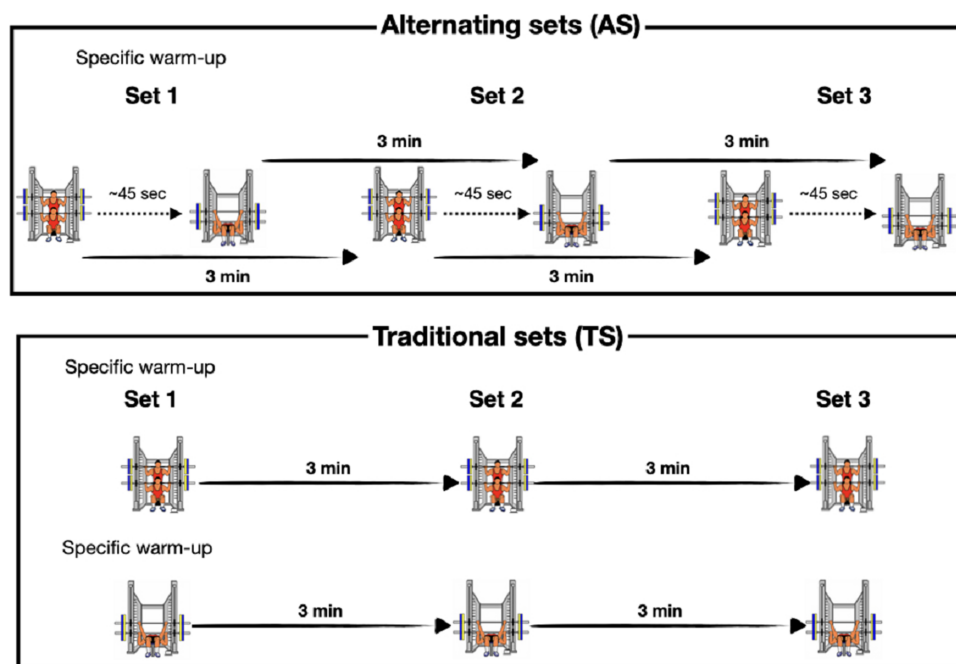 Alternating sets (AS)
Specific warm-up
Set 1
Set 2
Set 3
3 min
3 min
~45 sec
~45 sec
~45 sec
3 min
3 min
Traditional sets (TS)
Specific warm-up
Set 1
Set 2
Set 3
3 min
3 min
Specific warm-up
3 min
3 min